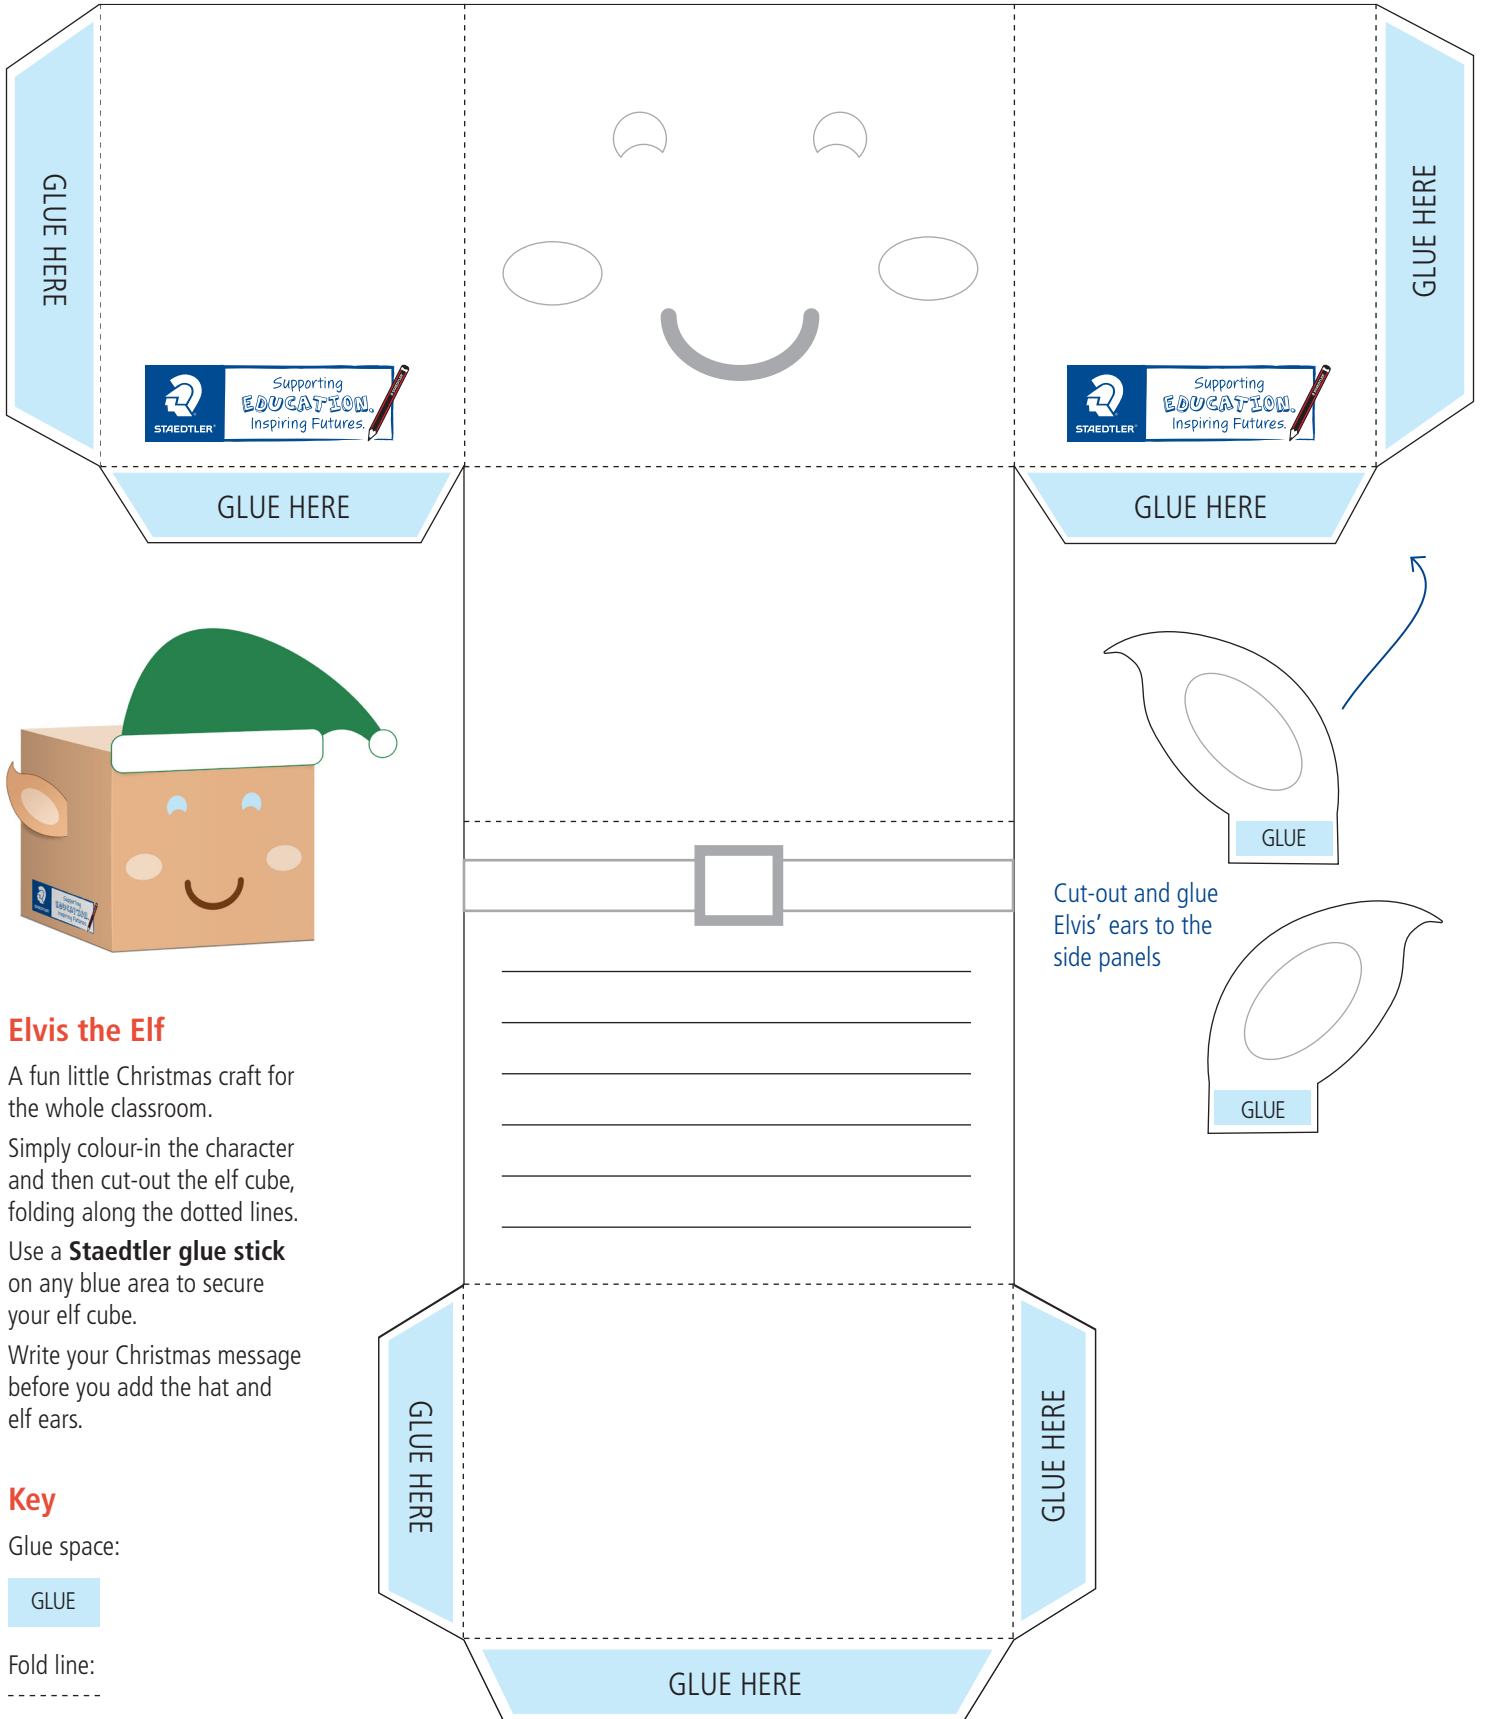 GLUE HERE
GLUE HERE
STAEDTLER
Supporting
EDUCATION.
Inspiring Futures.
STAEDTLER
Supporting
EDUCATION.
Inspiring Futures.
GLUE HERE
GLUE HERE
GLUE
Cut-out and glue
Elvis’ ears to the
side panels
GLUE
STAEDTLER
Supporting
EDUCATION.
Inspiring Futures.
Elvis the Elf
A fun little Christmas craft for
the whole classroom.
Simply colour-in the character
and then cut-out the elf cube,
folding along the dotted lines.
Use a Staedtler glue stick
on any blue area to secure
your elf cube.
Write your Christmas message
before you add the hat and
elf ears.
Key
Glue space:
GLUE
Fold line:
GLUE HERE
GLUE HERE
GLUE HERE